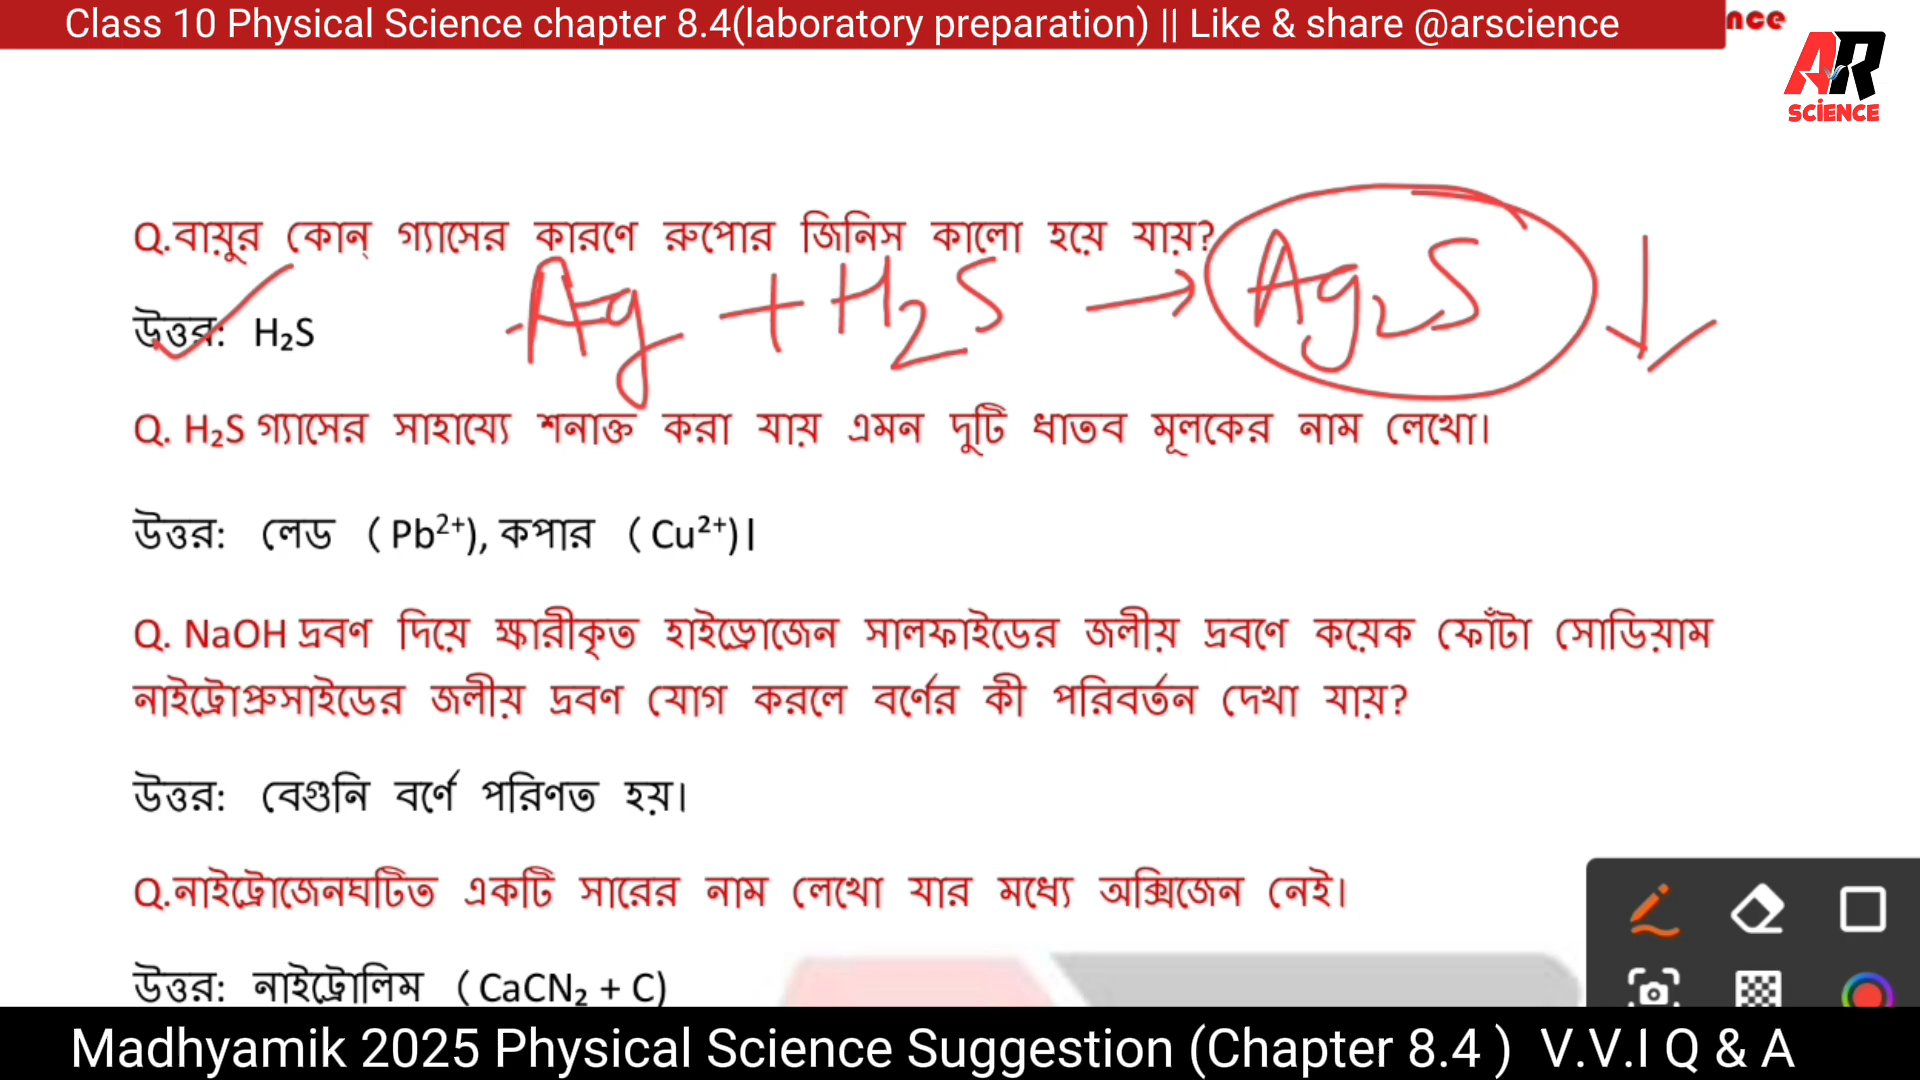 Class 10 Physical Science chapter 8.4(laboratory preparation) || Like & share @arscience
nce
AR
SCIENCE
Q.বায়ুর কোন্ গ্যাসের কারণে রুপোর জিনিস কালো হয়ে যায়?
Ag + H₂S → Ag₂S ↓
উত্তর: H₂S
Q. H₂S গ্যাসের সাহায্যে শনাক্ত করা যায় এমন দুটি ধাতব মূলকের নাম লেখো।
উত্তর: লেড ( Pb²⁺), কপার ( Cu²⁺)।
Q. NaOH দ্রবণ দিয়ে ক্ষারীকৃত হাইড্রোজেন সালফাইডের জলীয় দ্রবণে কয়েক ফোঁটা সোডিয়াম
নাইট্রোপ্রুসাইডের জলীয় দ্রবণ যোগ করলে বর্ণের কী পরিবর্তন দেখা যায়?
উত্তর: বেগুনি বর্ণে পরিণত হয়।
Q.নাইট্রোজেনঘটিত একটি সারের নাম লেখো যার মধ্যে অক্সিজেন নেই।
উত্তর: নাইট্রোলিম ( CaCN₂ + C)
Madhyamik 2025 Physical Science Suggestion (Chapter 8.4 ) V.V.I Q & A